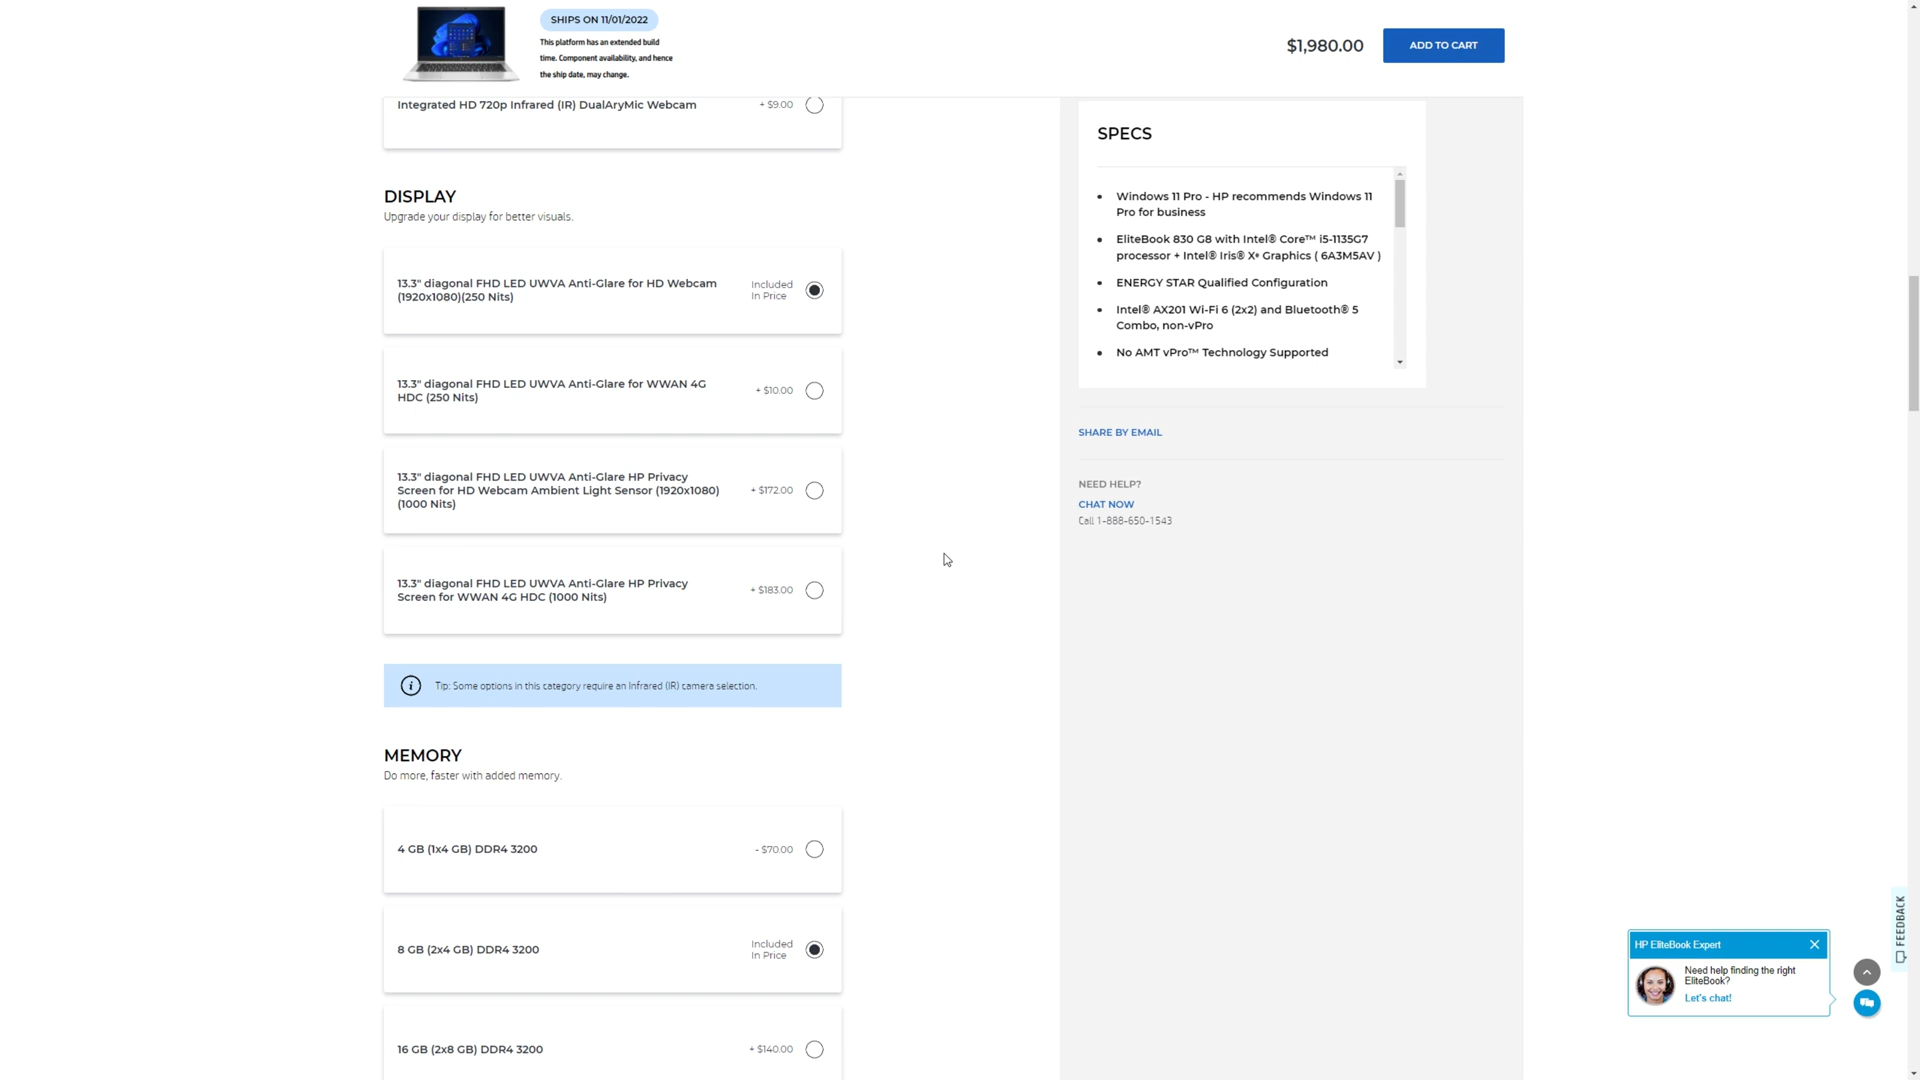 SHIPS ON 11/01/2022
This platform has an extended build
time. Component availability, and hence
the ship date, may change.
$1,980.00
ADD TO CART
Integrated HD 720p Infrared (IR) DualAryMic Webcam
+ $9.00
DISPLAY
Upgrade your display for better visuals.
13.3" diagonal FHD LED UWVA Anti-Glare for HD Webcam
(1920x1080)(250 Nits)
Included
In Price
13.3" diagonal FHD LED UWVA Anti-Glare for WWAN 4G
HDC (250 Nits)
+ $10.00
13.3" diagonal FHD LED UWVA Anti-Glare HP Privacy
Screen for HD Webcam Ambient Light Sensor (1920x1080)
(1000 Nits)
+ $172.00
13.3" diagonal FHD LED UWVA Anti-Glare HP Privacy
Screen for WWAN 4G HDC (1000 Nits)
+ $183.00
Tip: Some options in this category require an Infrared (IR) camera selection.
MEMORY
Do more, faster with added memory.
4 GB (1x4 GB) DDR4 3200
- $70.00
8 GB (2x4 GB) DDR4 3200
Included
In Price
16 GB (2x8 GB) DDR4 3200
+ $140.00
SPECS
• Windows 11 Pro - HP recommends Windows 11
Pro for business
• EliteBook 830 G8 with Intel® Core™ i5-1135G7
processor + Intel® Iris® Xᵉ Graphics ( 6A3M5AV )
• ENERGY STAR Qualified Configuration
• Intel® AX201 Wi-Fi 6 (2x2) and Bluetooth® 5
Combo, non-vPro
• No AMT vPro™ Technology Supported
SHARE BY EMAIL
NEED HELP?
CHAT NOW
Call 1-888-650-1543
FEEDBACK
HP EliteBook Expert
Need help finding the right
EliteBook?
Let's chat!